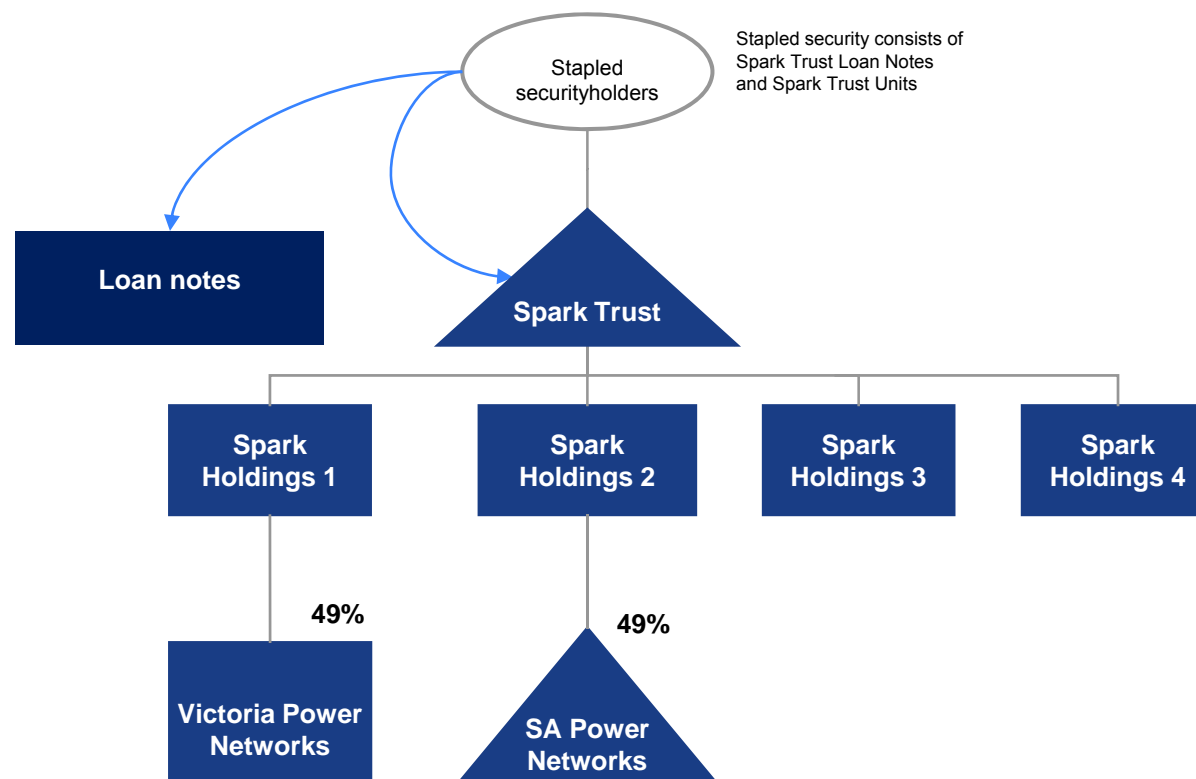 Stapled
securityholders
Stapled security consists of
Spark Trust Loan Notes
and Spark Trust Units
Loan notes
Spark Trust
Spark
Holdings 1
Spark
Holdings 2
Spark
Holdings 3
Spark
Holdings 4
49%
49%
Victoria Power
Networks
SA Power
Networks